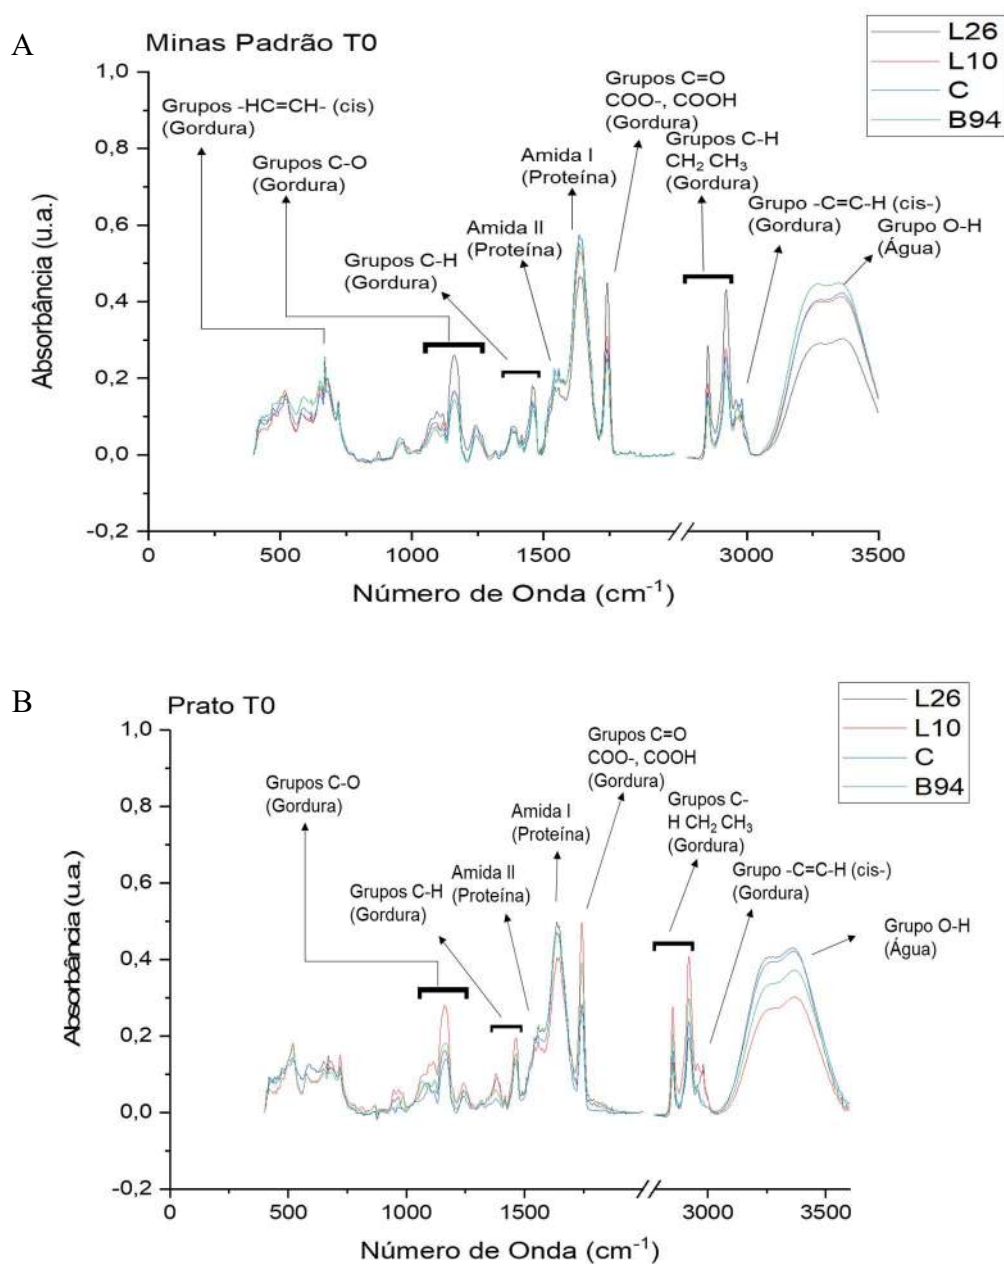 A
Minas Padrão T0
L26
L10
C
B94
1,0
0,8
0,6
0,4
0,2
0,0
-0,2
Absorbância (u.a.)
Grupos -HC=CH- (cis)
(Gordura)
Grupos C-O
(Gordura)
Grupos C-H
(Gordura)
Amida II
(Proteína)
Amida I
(Proteína)
Grupos C=O
COO-, COOH
(Gordura)
Grupos C-H
CH₂ CH₃
(Gordura)
Grupo -C=C-H (cis-)
(Gordura)
Grupo O-H
(Água)
0 500 1000 1500 3000 3500
Número de Onda (cm⁻¹)
B
Prato T0
L26
L10
C
B94
1,0
0,8
0,6
0,4
0,2
0,0
-0,2
Absorbância (u.a.)
Grupos C-O
(Gordura)
Grupos C-H
(Gordura)
Amida II
(Proteína)
Amida I
(Proteína)
Grupos C=O
COO-, COOH
(Gordura)
Grupos C-
H CH₂ CH₃
(Gordura)
Grupo -C=C-H (cis-)
(Gordura)
Grupo O-H
(Água)
0 500 1000 1500 3000 3500
Número de Onda (cm⁻¹)